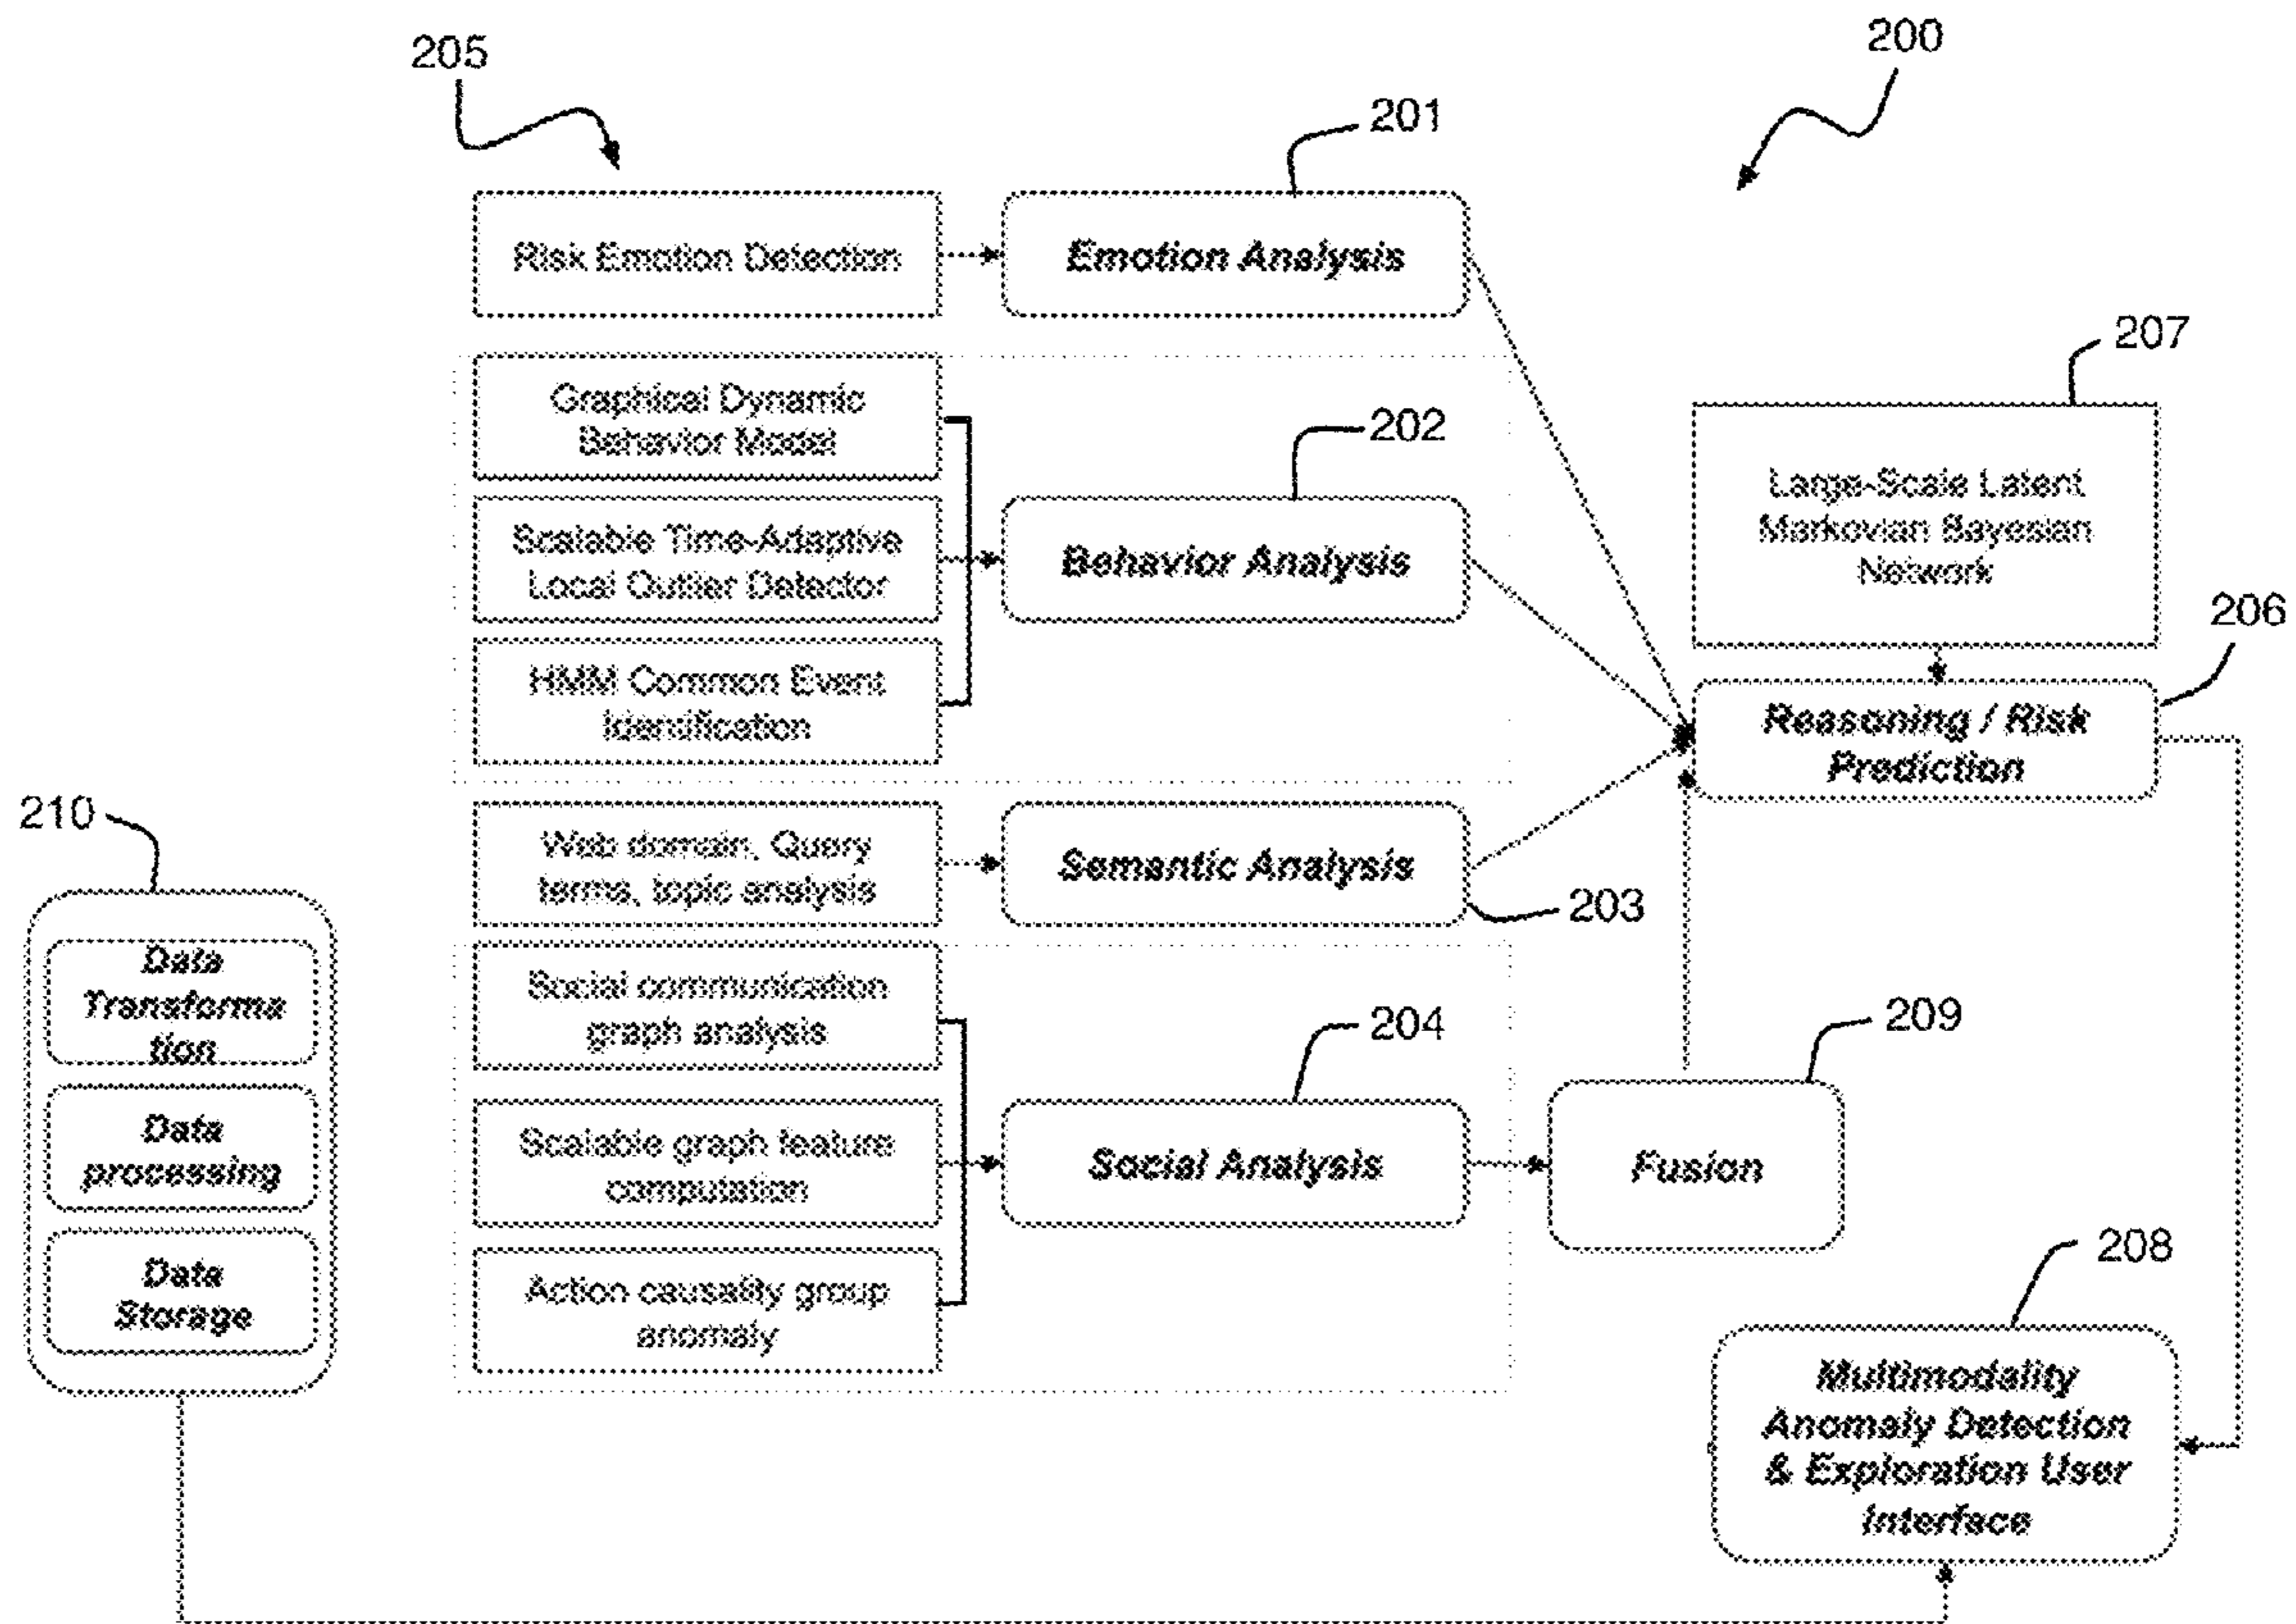 205
200
201
Risk Emotion Detection
Emotion Analysis
207
Graphical Dynamic
Behavior Model
202
Large-Scale Latent
Markovian Bayesian
Network
Scalable Time-Adaptive
Local Outlier Detector
Behavior Analysis
206
HMM Common Event
Identification
Reasoning / Risk
Prediction
210
Web domain, Query
terms, topic analysis
Semantic Analysis
203
Data
Transforma
tion
Social communication
graph analysis
204
209
Data
processing
Scalable graph feature
computation
Social Analysis
Fusion
208
Data
Storage
Action causality group
anomaly
Multimodality
Anomaly Detection
& Exploration User
Interface